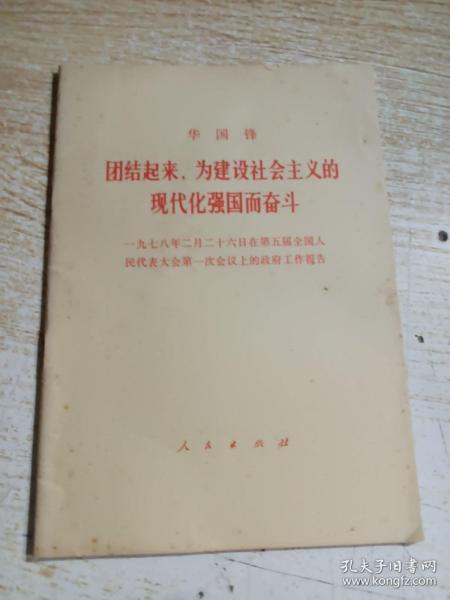 华国锋
团结起来，为建设社会主义的
现代化强国而奋斗
一九七八年二月二十六日在第五届全国人
民代表大会第一次会议上的政府工作报告
人民出版社
孔夫子旧书网
www.kongfz.com